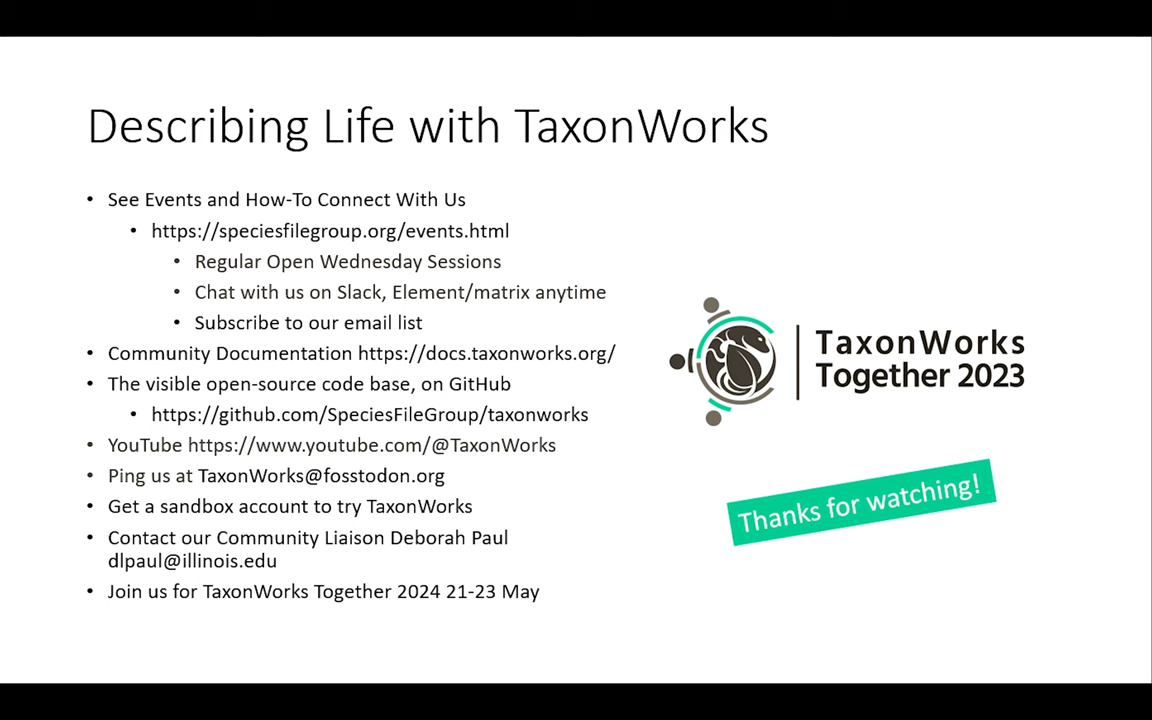 Describing Life with TaxonWorks
• See Events and How-To Connect With Us
• https://speciesfilegroup.org/events.html
• Regular Open Wednesday Sessions
• Chat with us on Slack, Element/matrix anytime
• Subscribe to our email list
• Community Documentation https://docs.taxonworks.org/
• The visible open-source code base, on GitHub
• https://github.com/SpeciesFileGroup/taxonworks
• YouTube https://www.youtube.com/@TaxonWorks
• Ping us at TaxonWorks@fosstodon.org
• Get a sandbox account to try TaxonWorks
• Contact our Community Liaison Deborah Paul
dlpaul@illinois.edu
• Join us for TaxonWorks Together 2024 21-23 May
TaxonWorks
Together 2023
Thanks for watching!